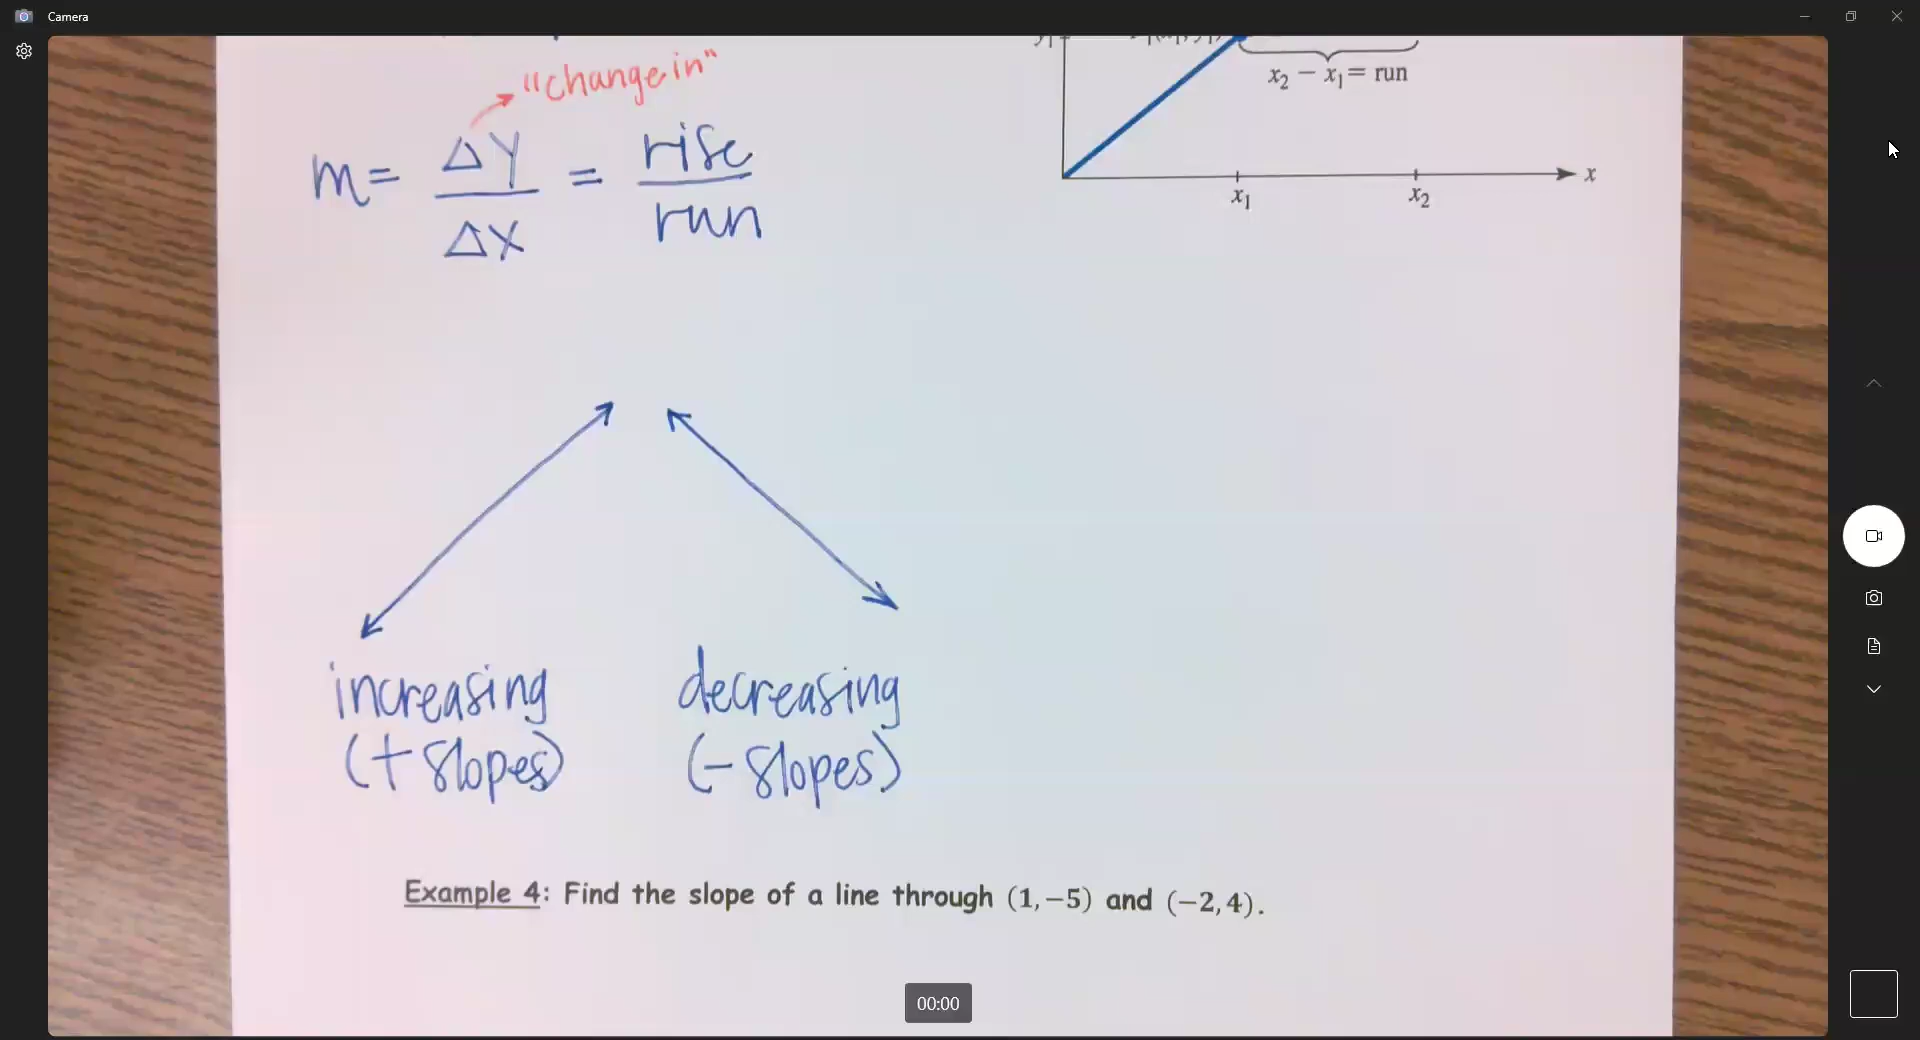 Camera
"change in"
x₂ − x₁ = run
m = ΔY/ΔX = rise/run
x
x₁ x₂
increasing decreasing
(+ slopes) (− slopes)
Example 4: Find the slope of a line through (1,−5) and (−2,4).
00:00